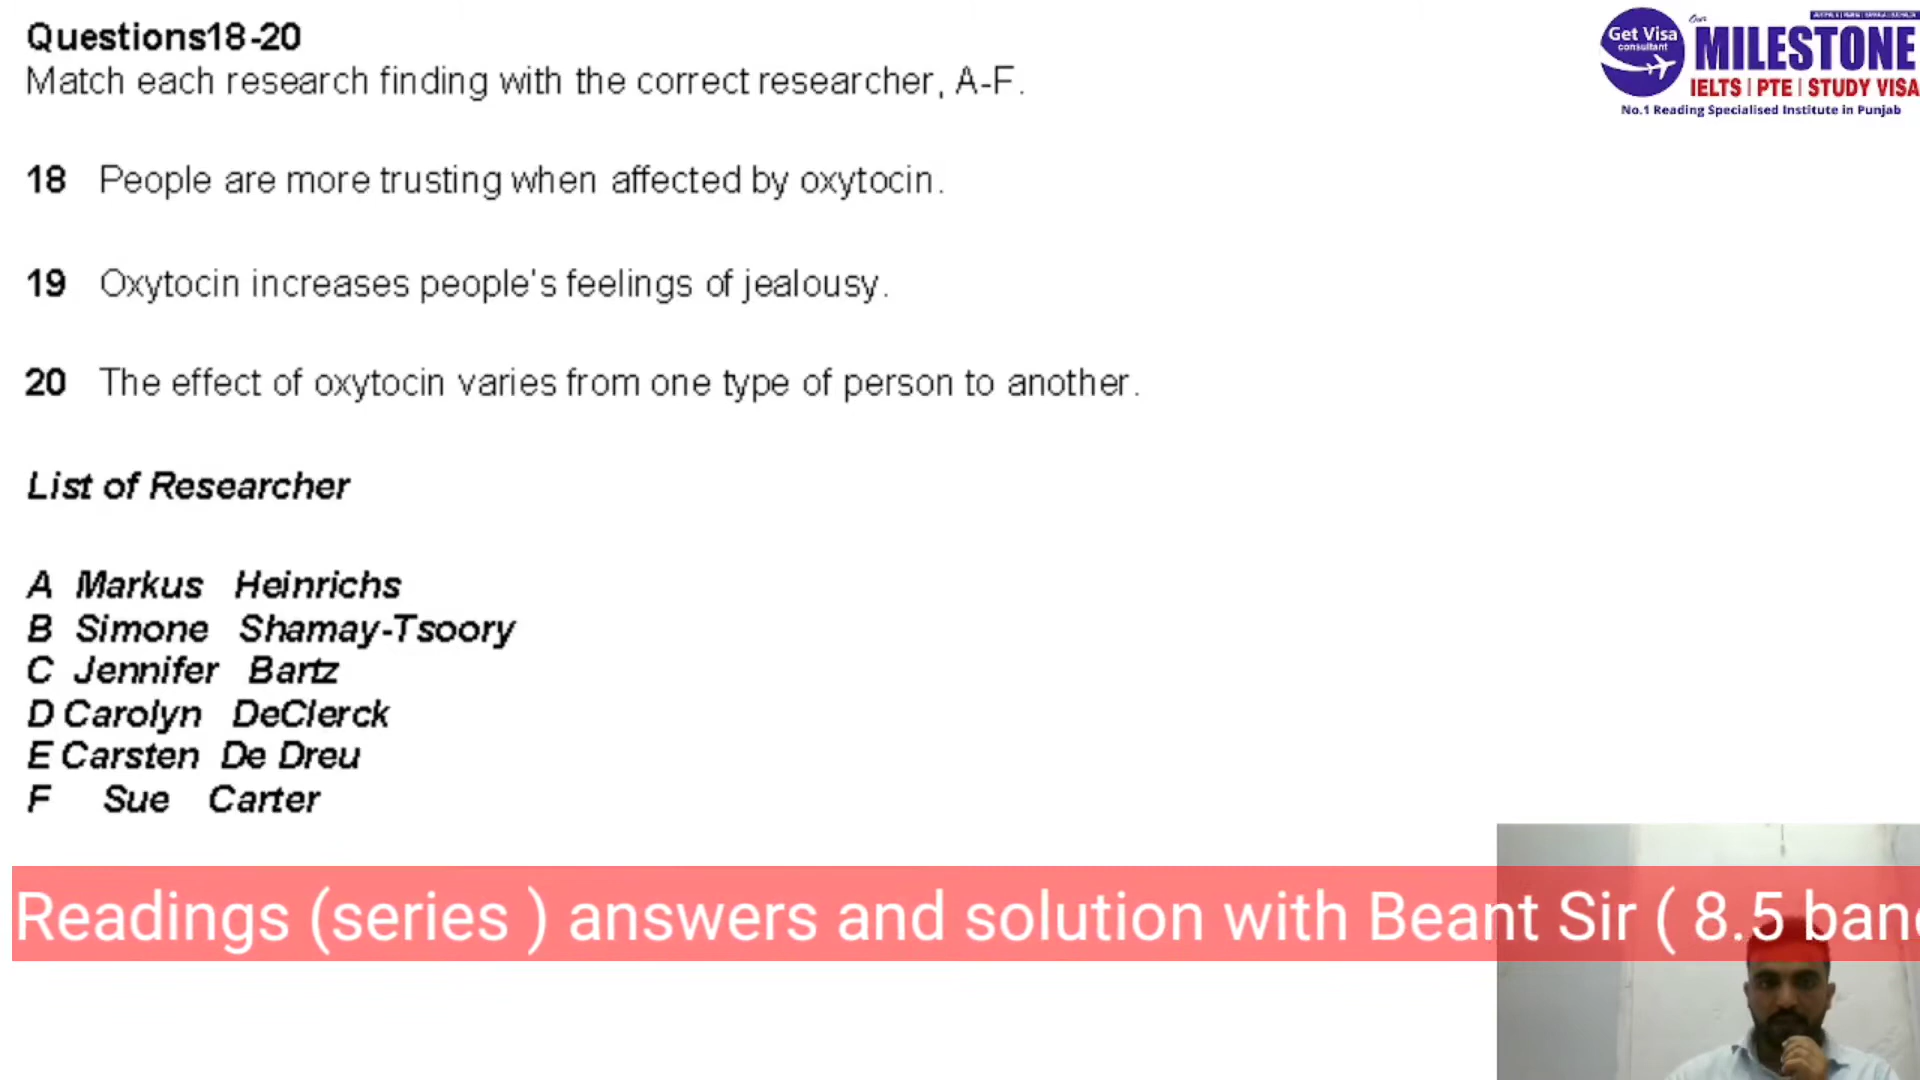 Questions18-20
Match each research finding with the correct researcher, A-F.
18 People are more trusting when affected by oxytocin.
19 Oxytocin increases people's feelings of jealousy.
20 The effect of oxytocin varies from one type of person to another.
List of Researcher
A Markus Heinrichs
B Simone Shamay-Tsoory
C Jennifer Bartz
D Carolyn DeClerck
E Carsten De Dreu
F Sue Carter
Get Visa
consultant
Our
MILESTONE
IELTS | PTE | STUDY VISA
No.1 Reading Specialised Institute in Punjab
Readings (series ) answers and solution with Beant Sir ( 8.5 ban